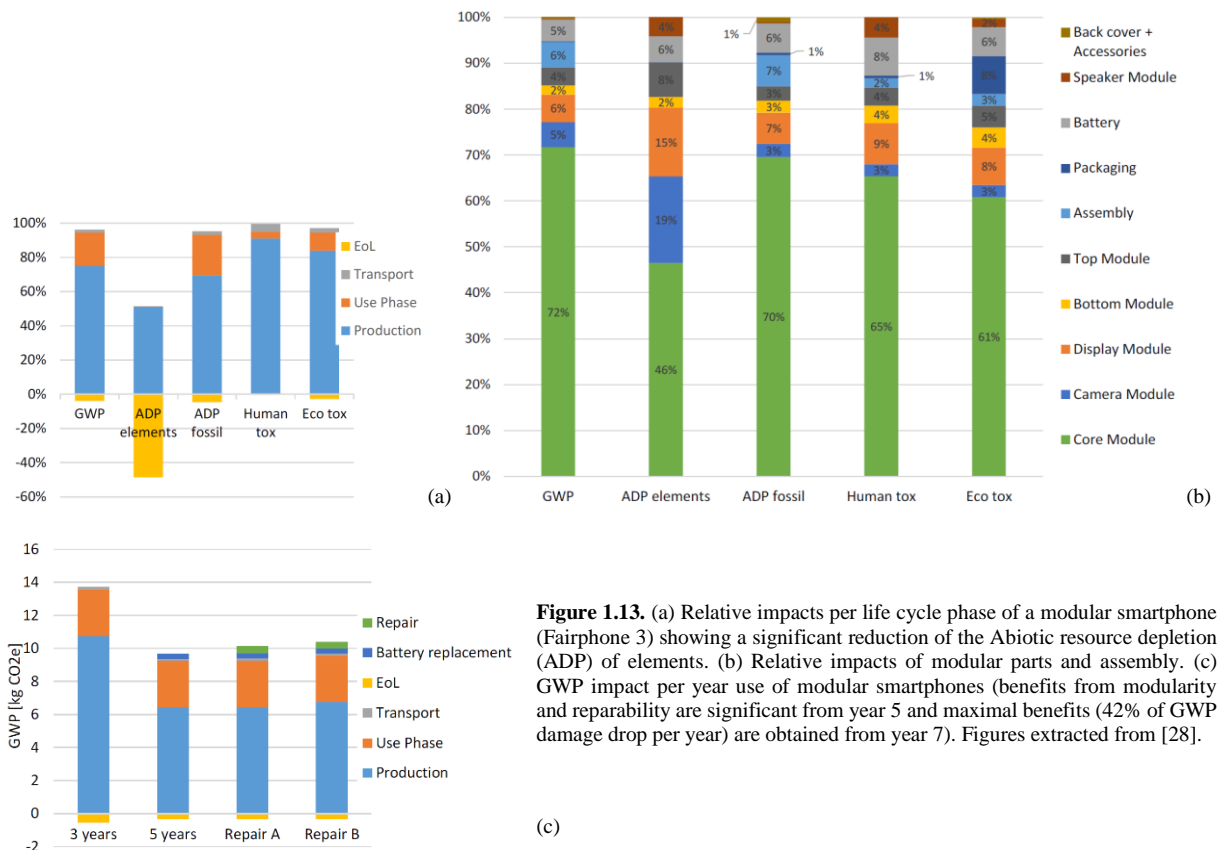 100%
80%
60%
40%
20%
0%
-20%
-40%
-60%
GWP
ADP
elements
ADP
fossil
Human
tox
Eco tox
EoL
Transport
Use Phase
Production
(a)
100%
90%
80%
70%
60%
50%
40%
30%
20%
10%
0%
5%
6%
4%
2%
6%
5%
72%
4%
6%
8%
2%
15%
19%
46%
1%
6%
1%
7%
3%
3%
7%
3%
70%
4%
8%
1%
2%
4%
4%
9%
3%
65%
2%
6%
8%
3%
5%
4%
8%
3%
61%
GWP
ADP elements
ADP fossil
Human tox
Eco tox
Back cover +
Accessories
Speaker Module
Battery
Packaging
Assembly
Top Module
Bottom Module
Display Module
Camera Module
Core Module
(b)
GWP [kg CO2e]
16
14
12
10
8
6
4
2
0
-2
3 years
5 years
Repair A
Repair B
Repair
Battery replacement
EoL
Transport
Use Phase
Production
(c)
Figure 1.13. (a) Relative impacts per life cycle phase of a modular smartphone
(Fairphone 3) showing a significant reduction of the Abiotic resource depletion
(ADP) of elements. (b) Relative impacts of modular parts and assembly. (c)
GWP impact per year use of modular smartphones (benefits from modularity
and reparability are significant from year 5 and maximal benefits (42% of GWP
damage drop per year) are obtained from year 7). Figures extracted from [28].